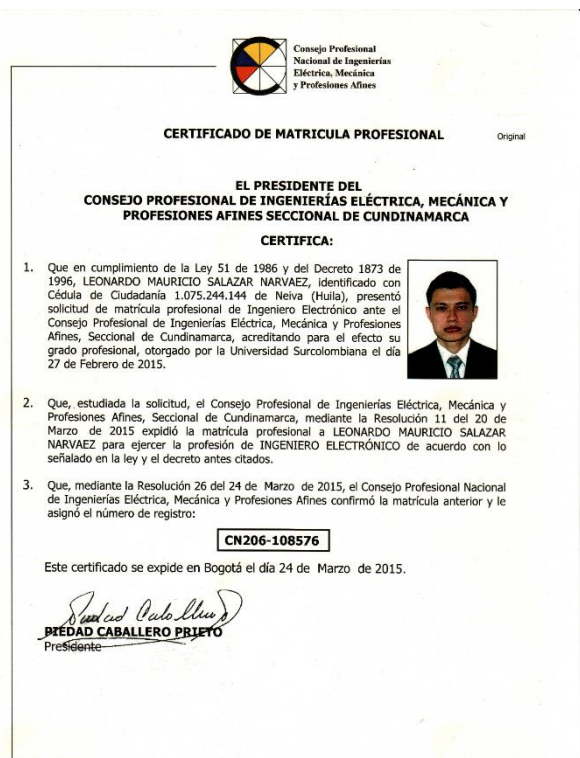 Consejo Profesional
Nacional de Ingenierías
Eléctrica, Mecánica
y Profesiones Afines
CERTIFICADO DE MATRICULA PROFESIONAL
Original
EL PRESIDENTE DEL
CONSEJO PROFESIONAL DE INGENIERÍAS ELÉCTRICA, MECÁNICA Y
PROFESIONES AFINES SECCIONAL DE CUNDINAMARCA
CERTIFICA:
1. Que en cumplimiento de la Ley 51 de 1986 y del Decreto 1873 de
1996, LEONARDO MAURICIO SALAZAR NARVAEZ, identificado con
Cédula de Ciudadanía 1.075.244.144 de Neiva (Huila), presentó
solicitud de matrícula profesional de Ingeniero Electrónico ante el
Consejo Profesional de Ingenierías Eléctrica, Mecánica y Profesiones
Afines, Seccional de Cundinamarca, acreditando para el efecto su
grado profesional, otorgado por la Universidad Surcolombiana el día
27 de Febrero de 2015.
2. Que, estudiada la solicitud, el Consejo Profesional de Ingenierías Eléctrica, Mecánica y
Profesiones Afines, Seccional de Cundinamarca, mediante la Resolución 11 del 20 de
Marzo de 2015 expidió la matrícula profesional a LEONARDO MAURICIO SALAZAR
NARVAEZ para ejercer la profesión de INGENIERO ELECTRÓNICO de acuerdo con lo
señalado en la ley y el decreto antes citados.
3. Que, mediante la Resolución 26 del 24 de Marzo de 2015, el Consejo Profesional Nacional
de Ingenierías Eléctrica, Mecánica y Profesiones Afines confirmó la matrícula anterior y le
asignó el número de registro:
CN206-108576
Este certificado se expide en Bogotá el día 24 de Marzo de 2015.
Piedad Caballero
PIEDAD CABALLERO PRIETO
Presidente